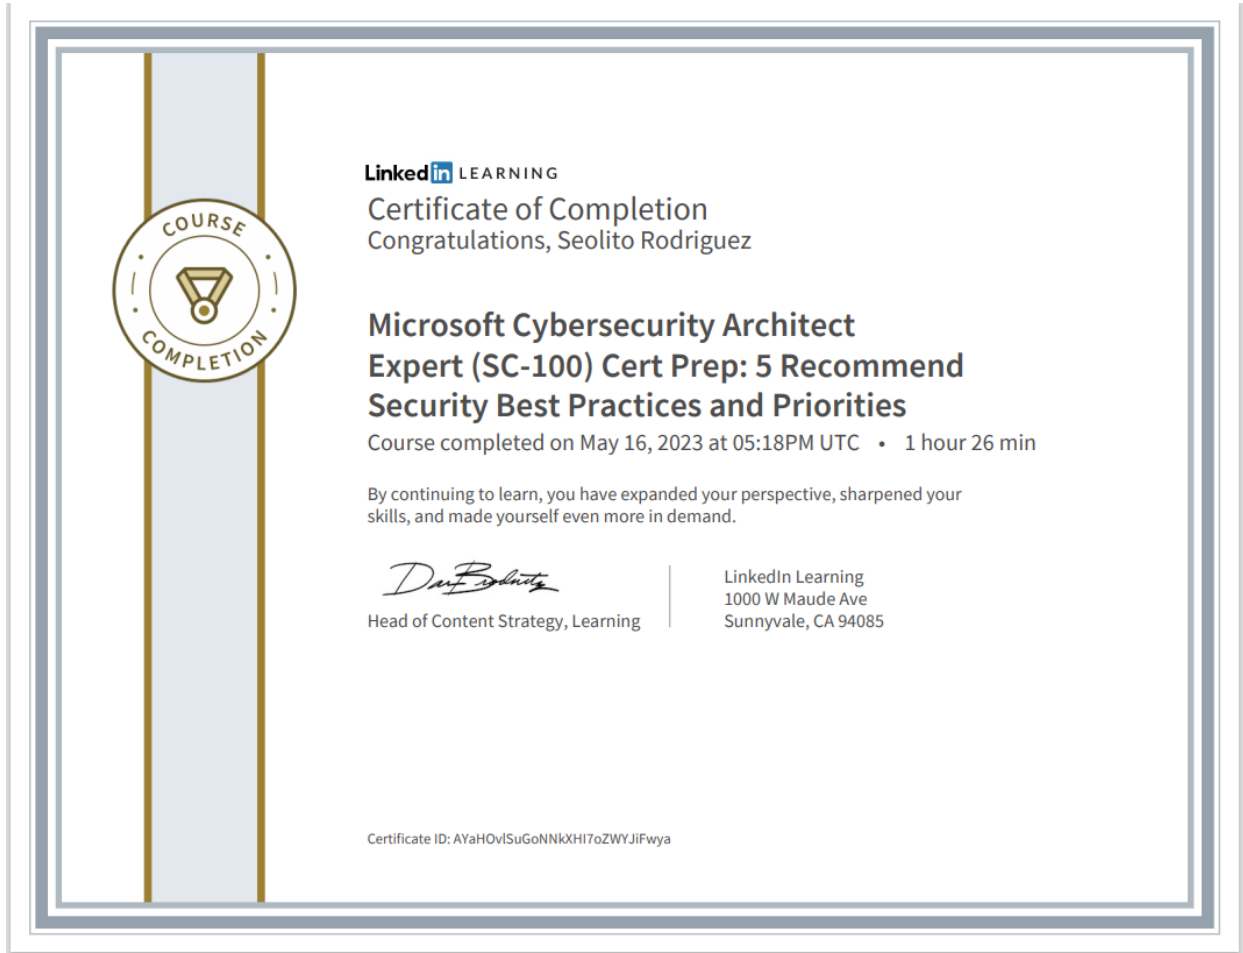 COURSE
COMPLETION
Linked in LEARNING
Certificate of Completion
Congratulations, Seolito Rodriguez
Microsoft Cybersecurity Architect
Expert (SC-100) Cert Prep: 5 Recommend
Security Best Practices and Priorities
Course completed on May 16, 2023 at 05:18PM UTC • 1 hour 26 min
By continuing to learn, you have expanded your perspective, sharpened your
skills, and made yourself even more in demand.
Head of Content Strategy, Learning
LinkedIn Learning
1000 W Maude Ave
Sunnyvale, CA 94085
Certificate ID: AYaHOvlSuGoNNkXHI7oZWYJiFwya